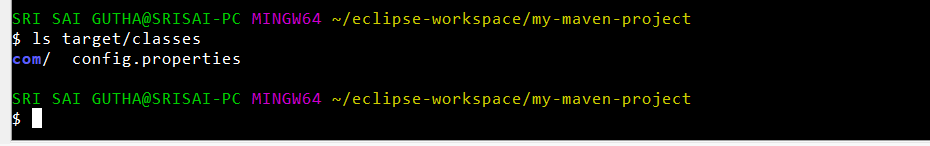 SRI SAI GUTHA@SRISAI-PC MINGW64 ~/eclipse-workspace/my-maven-project
$ ls target/classes
com/  config.properties
SRI SAI GUTHA@SRISAI-PC MINGW64 ~/eclipse-workspace/my-maven-project
$